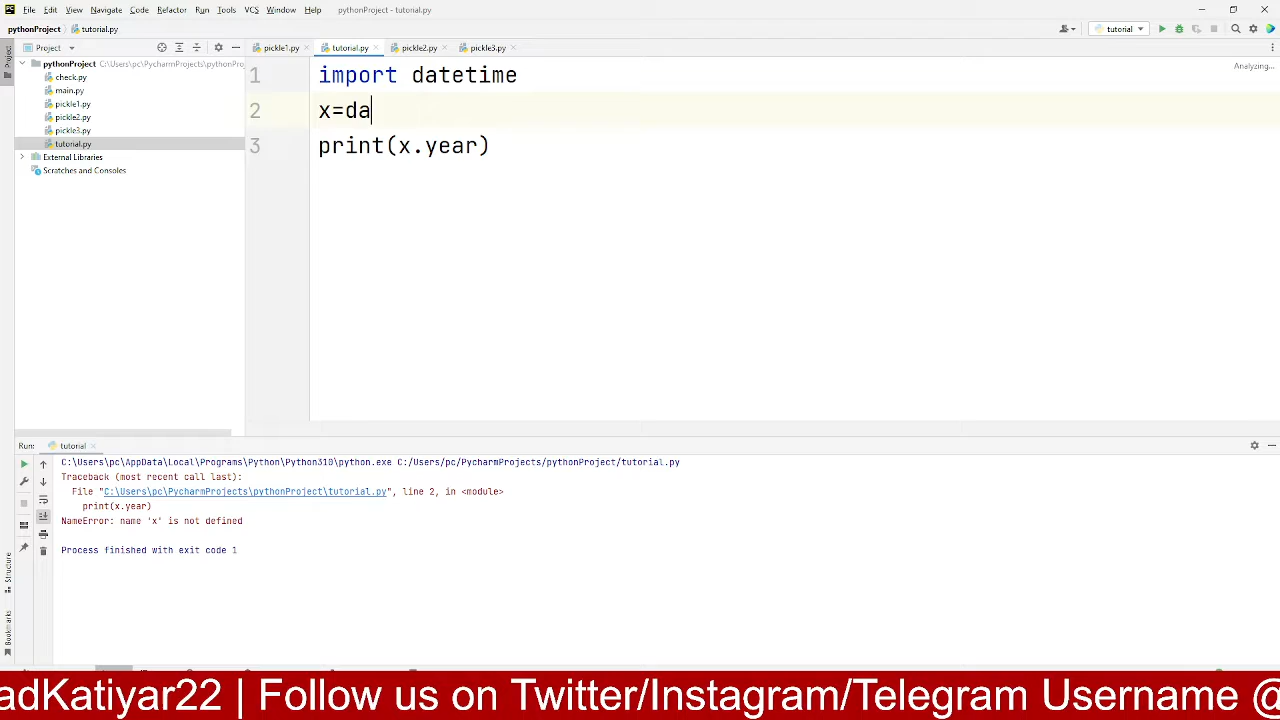 PC File Edit View Navigate Code Refactor Run Tools VCS Window Help pythonProject - tutorial.py
pythonProject tutorial.py tutorial
Project pickle1.py tutorial.py pickle2.py pickle3.py
pythonProject C:\Users\pc\PycharmProjects\pythonPro
check.py
main.py
pickle1.py
pickle2.py
pickle3.py
tutorial.py
External Libraries
Scratches and Consoles
Project
Analyzing...
1 import datetime
2 x=da
3 print(x.year)
Run: tutorial
C:\Users\pc\AppData\Local\Programs\Python\Python310\python.exe C:/Users/pc/PycharmProjects/pythonProject/tutorial.py
Traceback (most recent call last):
File "C:\Users\pc\PycharmProjects\pythonProject\tutorial.py", line 2, in <module>
print(x.year)
NameError: name 'x' is not defined
Process finished with exit code 1
Structure
Bookmarks
adKatiyar22 | Follow us on Twitter/Instagram/Telegram Username @